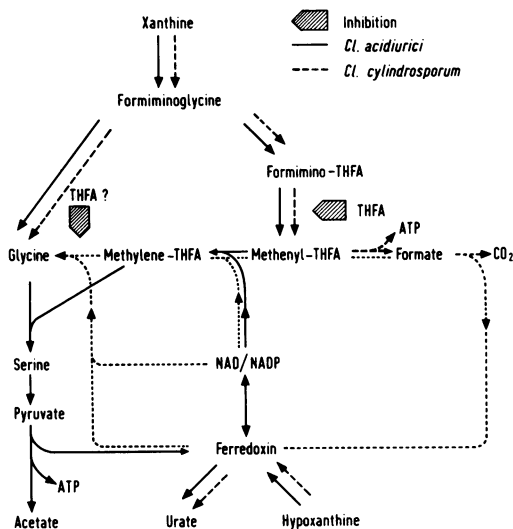 Xanthine
Inhibition
Cl. acidiurici
Cl. cylindrosporum
Formiminoglycine
Formimino-THFA
THFA ?
THFA
ATP
Glycine
Methylene-THFA
Methenyl-THFA
Formate
CO₂
Serine
NAD/NADP
Pyruvate
Ferredoxin
ATP
Acetate
Urate
Hypoxanthine